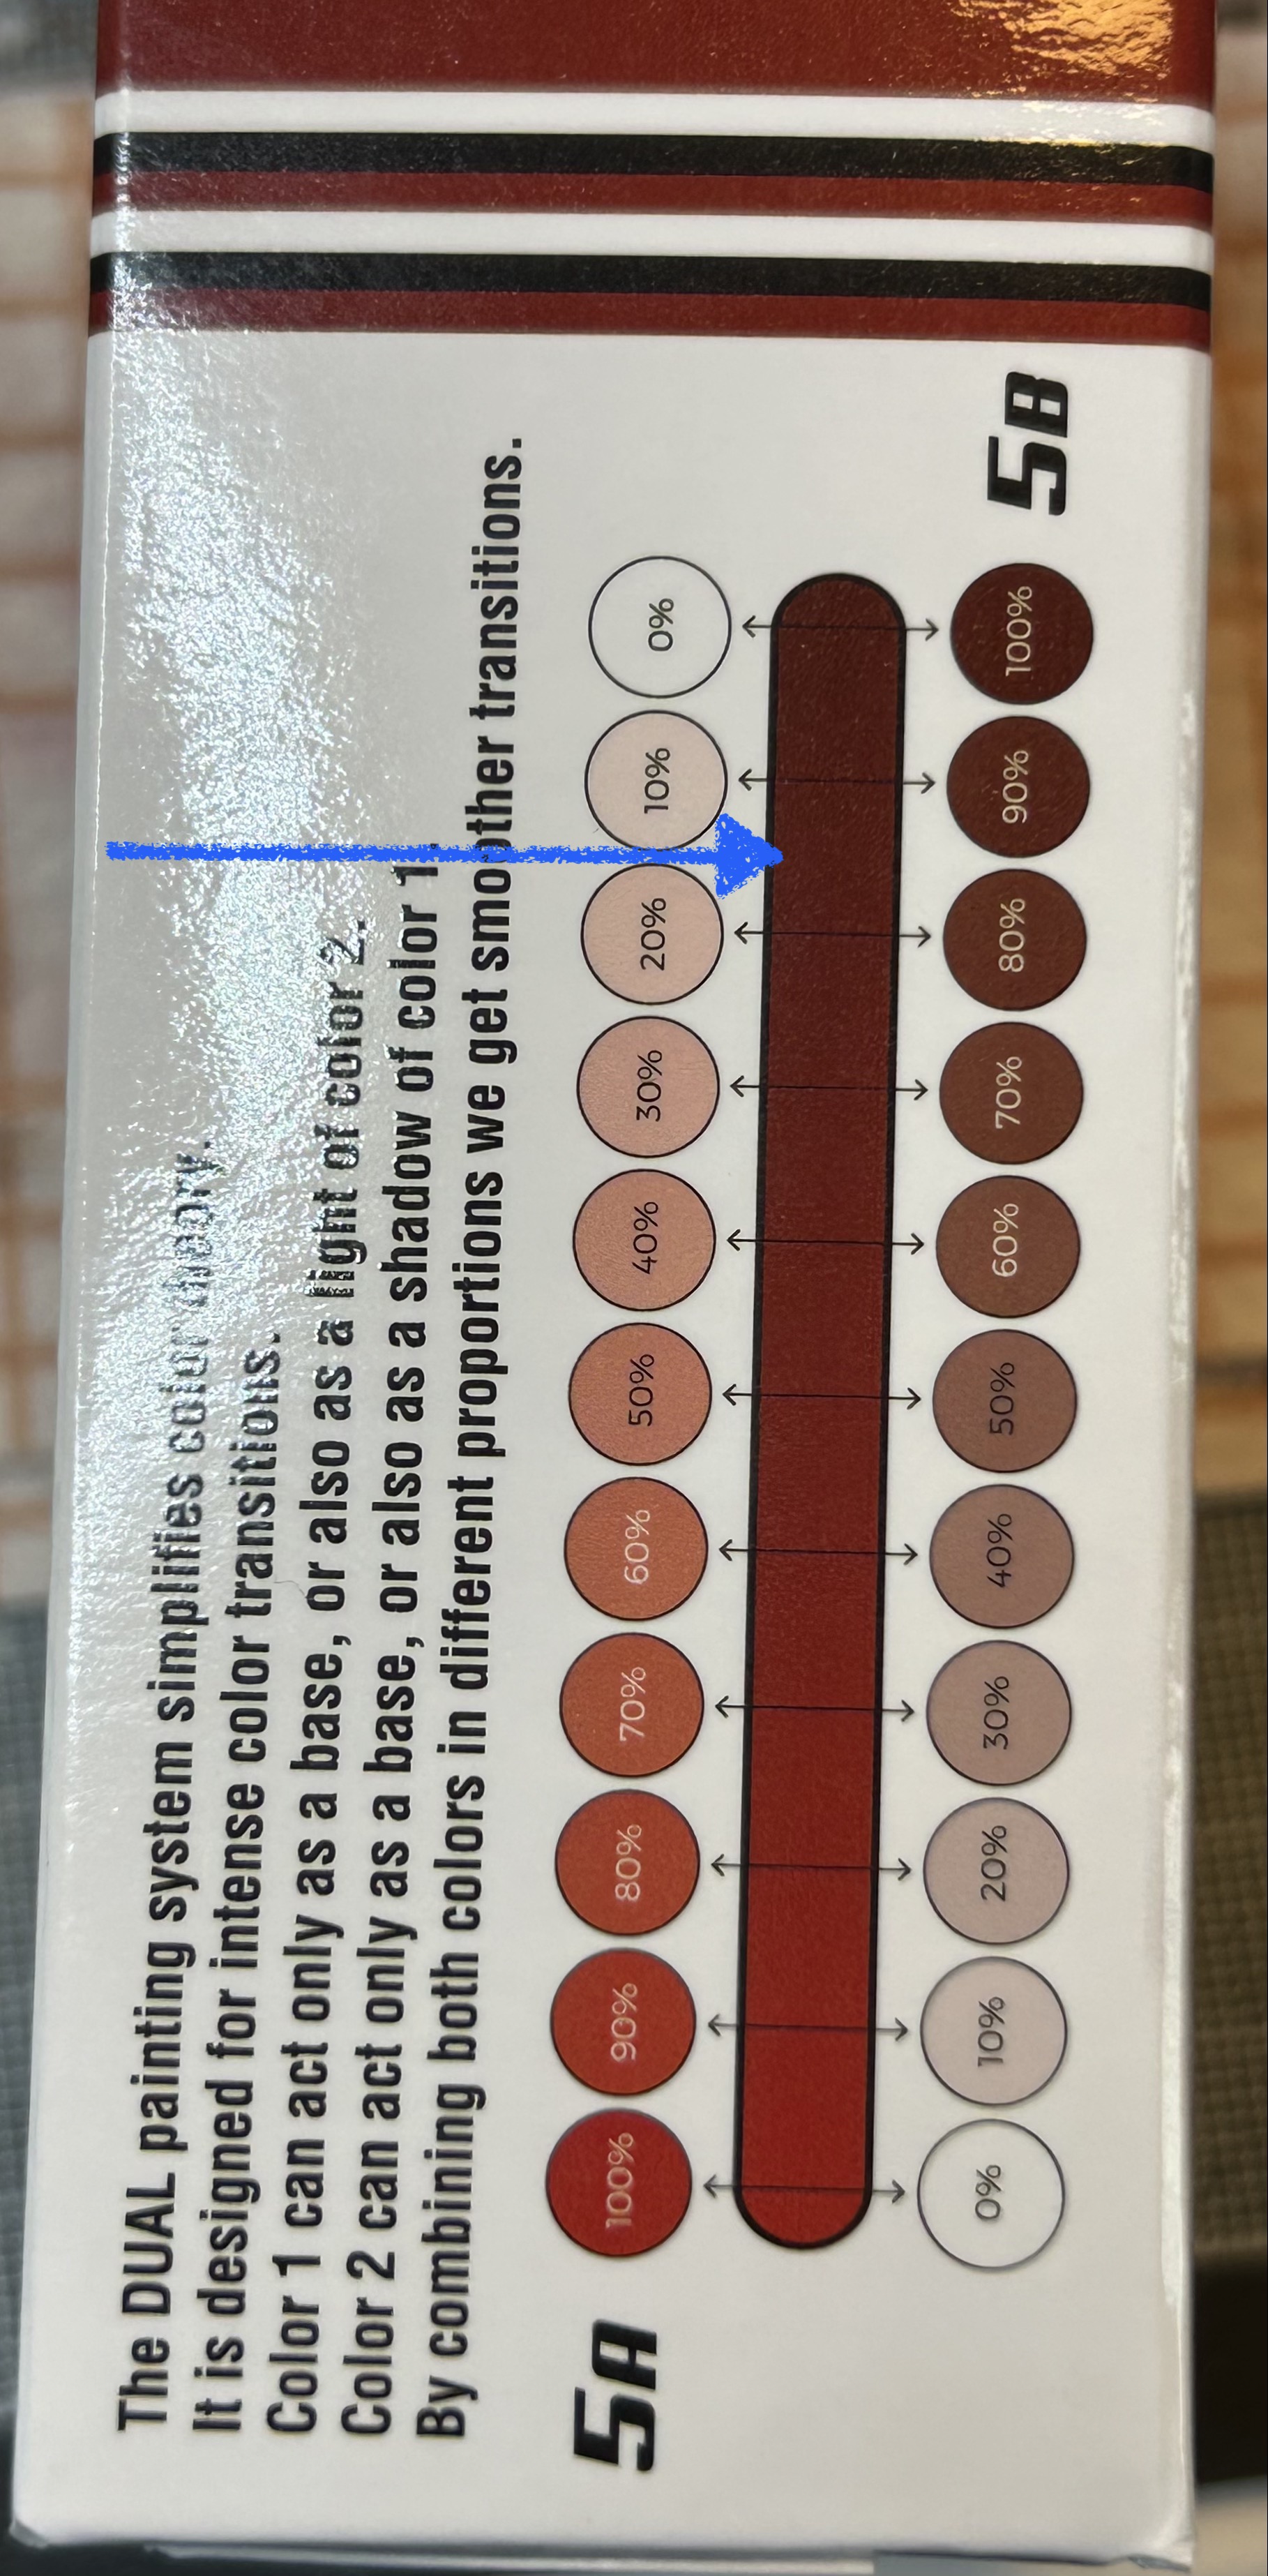 The DUAL painting system simplifies color theory.
It is designed for intense color transitions.
Color 1 can act only as a base, or also as a light of color 2.
Color 2 can act only as a base, or also as a shadow of color 1.
By combining both colors in different proportions we get smoother transitions.
5A
100% 90% 80% 70% 60% 50% 40% 30% 20% 10% 0%
0% 10% 20% 30% 40% 50% 60% 70% 80% 90% 100%
5B